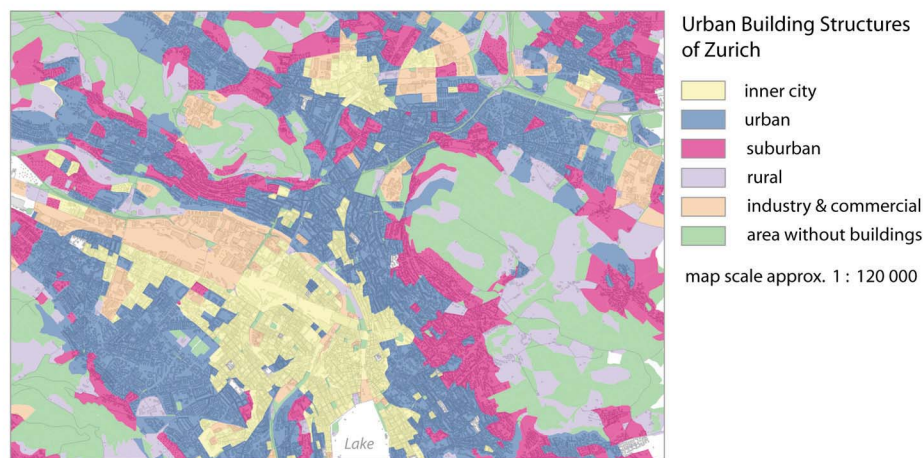 Urban Building Structures
of Zurich
inner city
urban
suburban
rural
industry & commercial
area without buildings
map scale approx. 1 : 120 000
Lake